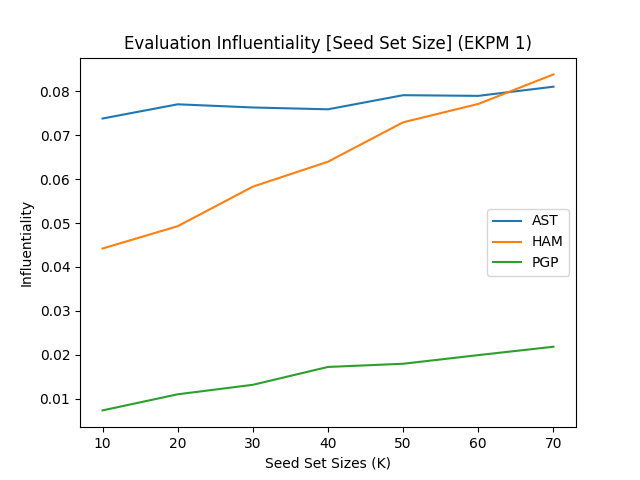 Evaluation Influentiality [Seed Set Size] (EKPM 1)
Influentiality
0.08
0.07
0.06
0.05
0.04
0.03
0.02
0.01
AST
HAM
PGP
10 20 30 40 50 60 70
Seed Set Sizes (K)